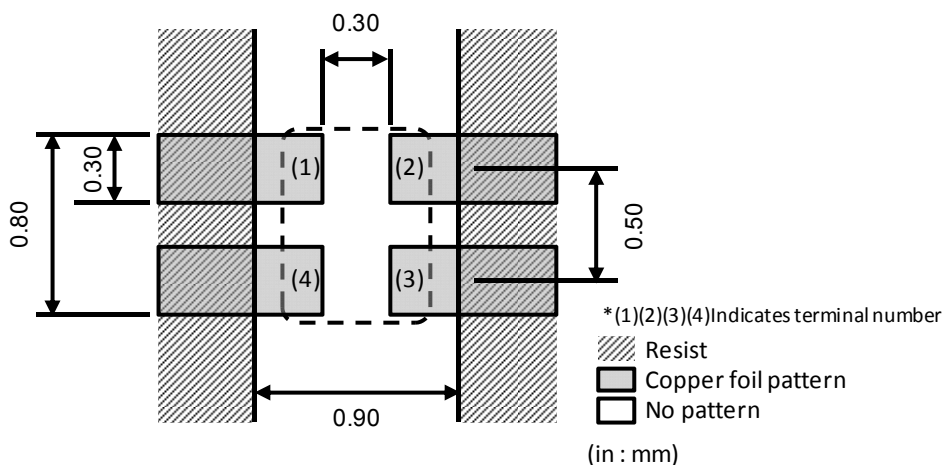 0.30
0.30
0.80
(1)
(2)
0.50
(4)
(3)
0.90
*(1)(2)(3)(4)Indicates terminal number
Resist
Copper foil pattern
No pattern
(in : mm)